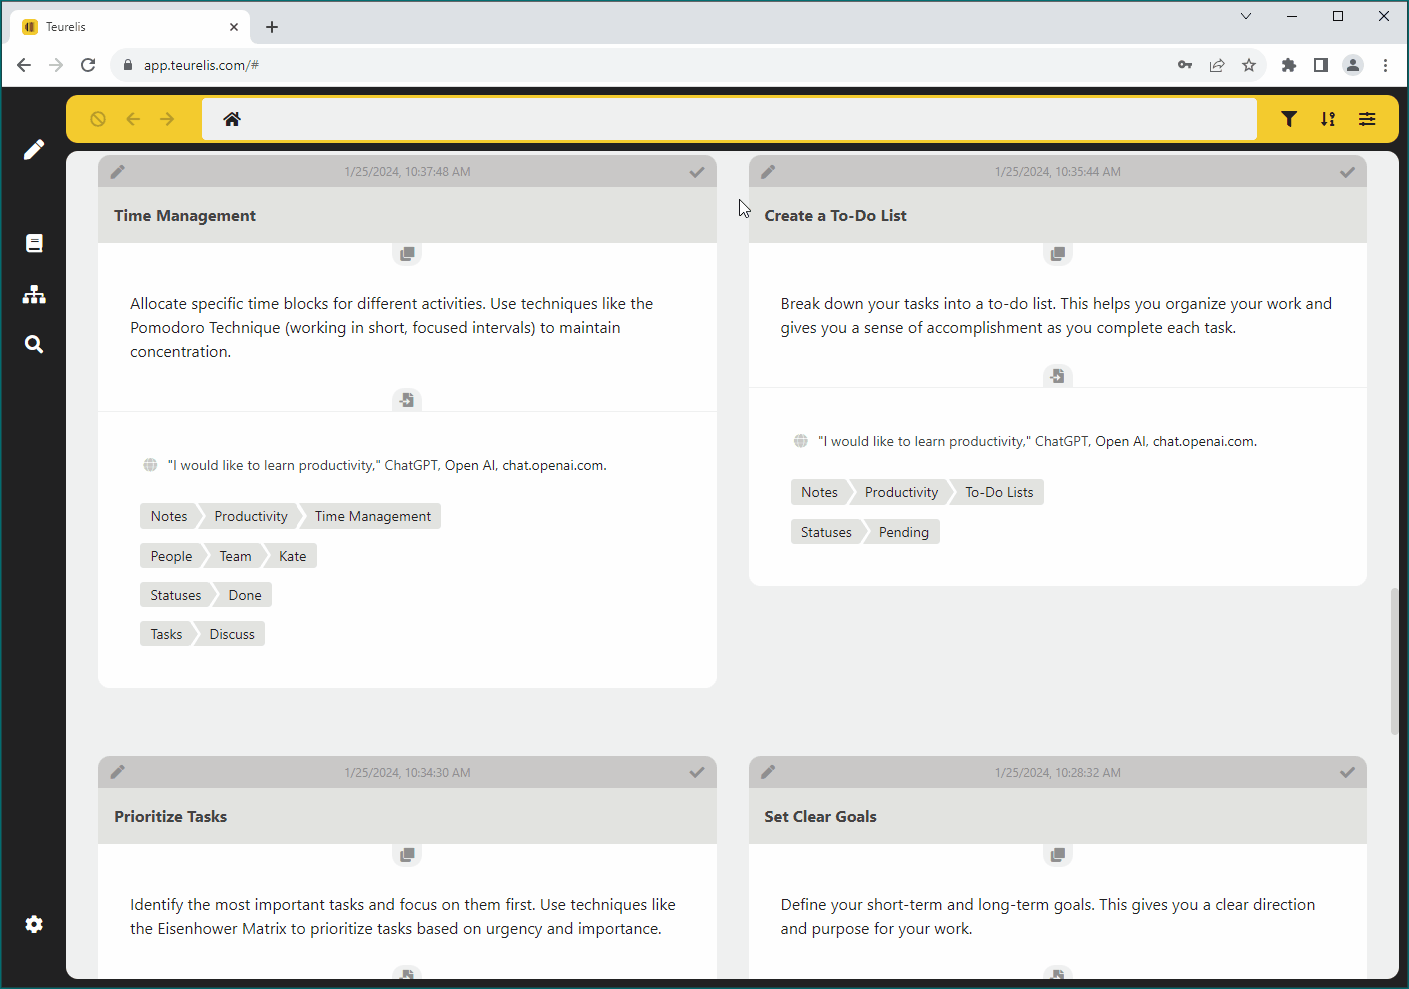 Teurelis
app.teurelis.com/#
1/25/2024, 10:37:48 AM
Time Management
Allocate specific time blocks for different activities. Use techniques like the
Pomodoro Technique (working in short, focused intervals) to maintain
concentration.
"I would like to learn productivity," ChatGPT, Open AI, chat.openai.com.
Notes Productivity Time Management
People Team Kate
Statuses Done
Tasks Discuss
1/25/2024, 10:35:44 AM
Create a To-Do List
Break down your tasks into a to-do list. This helps you organize your work and
gives you a sense of accomplishment as you complete each task.
"I would like to learn productivity," ChatGPT, Open AI, chat.openai.com.
Notes Productivity To-Do Lists
Statuses Pending
1/25/2024, 10:34:30 AM
Prioritize Tasks
Identify the most important tasks and focus on them first. Use techniques like
the Eisenhower Matrix to prioritize tasks based on urgency and importance.
1/25/2024, 10:28:32 AM
Set Clear Goals
Define your short-term and long-term goals. This gives you a clear direction
and purpose for your work.